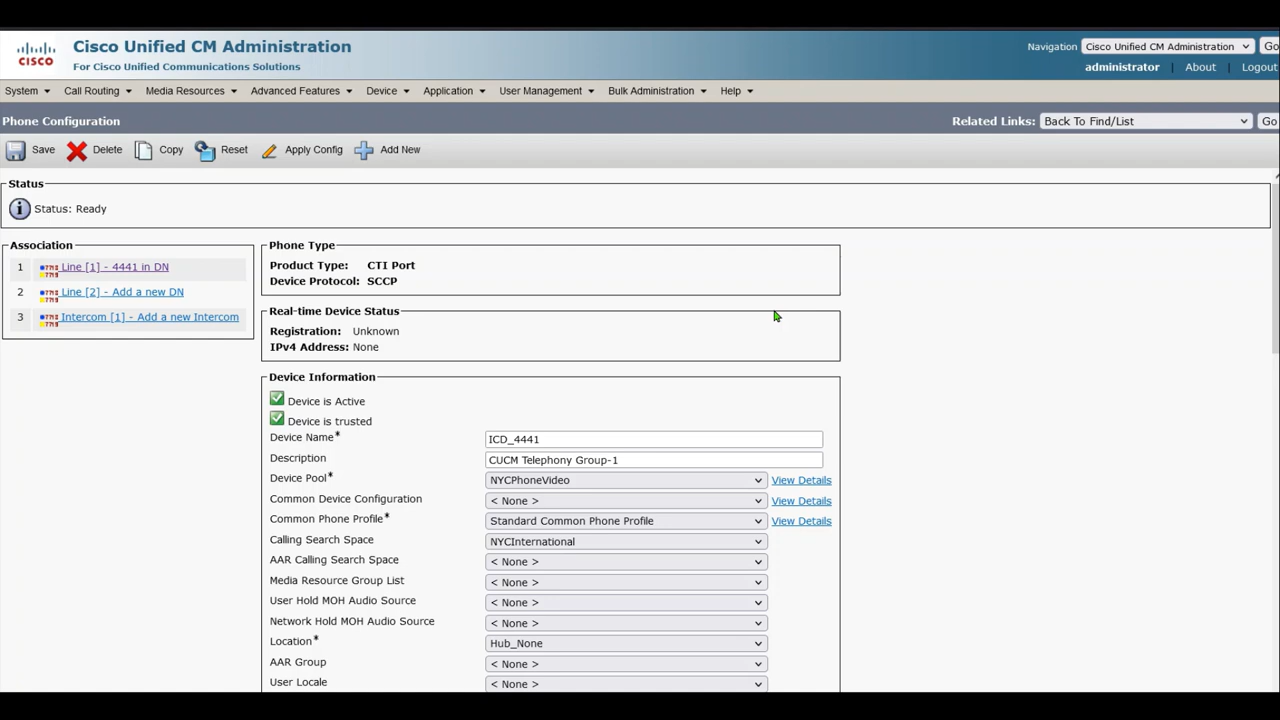 Cisco Unified CM Administration
For Cisco Unified Communications Solutions
CISCO
Navigation Cisco Unified CM Administration Go
administrator | About | Logout
System Call Routing Media Resources Advanced Features Device Application User Management Bulk Administration Help
Phone Configuration
Related Links: Back To Find/List Go
Save Delete Copy Reset Apply Config Add New
Status
Status: Ready
Association
1 Line [1] - 4441 in DN
2 Line [2] - Add a new DN
3 Intercom [1] - Add a new Intercom
Phone Type
Product Type: CTI Port
Device Protocol: SCCP
Real-time Device Status
Registration: Unknown
IPv4 Address: None
Device Information
Device is Active
Device is trusted
Device Name* ICD_4441
Description CUCM Telephony Group-1
Device Pool* NYCPhoneVideo View Details
Common Device Configuration < None > View Details
Common Phone Profile* Standard Common Phone Profile View Details
Calling Search Space NYCInternational
AAR Calling Search Space < None >
Media Resource Group List < None >
User Hold MOH Audio Source < None >
Network Hold MOH Audio Source < None >
Location* Hub_None
AAR Group < None >
User Locale < None >